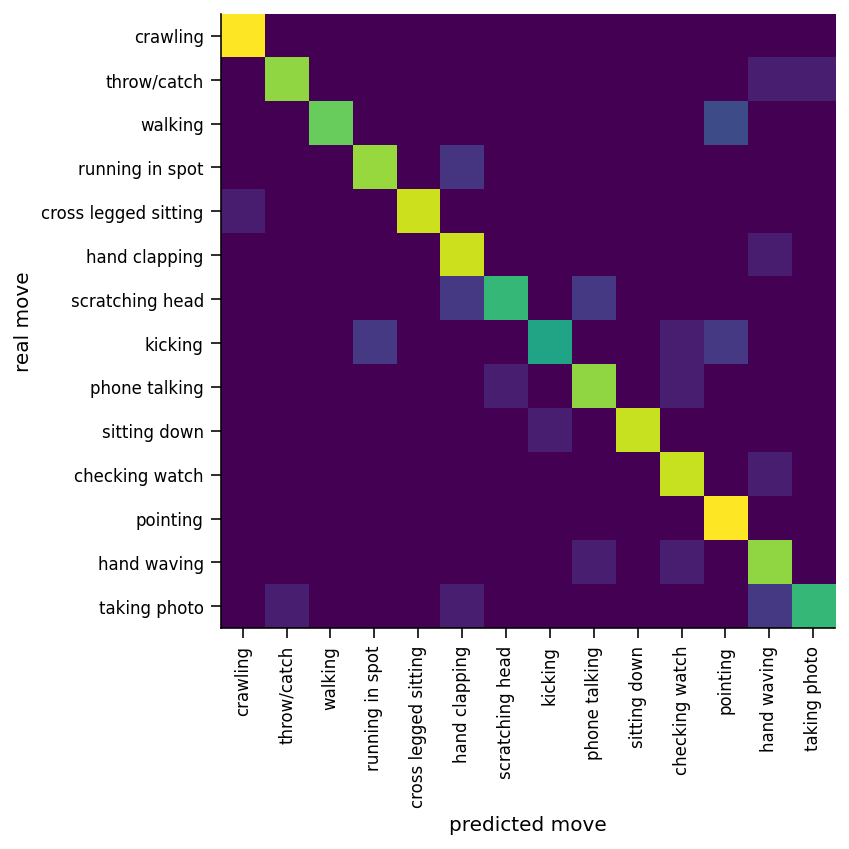 crawling
throw/catch
walking
running in spot
cross legged sitting
hand clapping
scratching head
kicking
phone talking
sitting down
checking watch
pointing
hand waving
taking photo
real move
crawling
throw/catch
walking
running in spot
cross legged sitting
hand clapping
scratching head
kicking
phone talking
sitting down
checking watch
pointing
hand waving
taking photo
predicted move